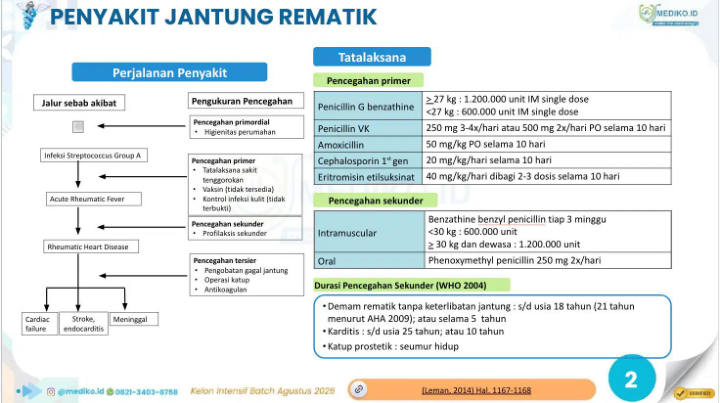 PENYAKIT JANTUNG REMATIK
MEDIKO.ID
Perjalanan Penyakit
Jalur sebab akibat
Pengukuran Pencegahan
Pencegahan primordial
• Higienitas perumahan
Infeksi Streptococcus Group A
Pencegahan primer
• Tatalaksana sakit
tenggorokan
• Vaksin (tidak tersedia)
• Kontrol infeksi kulit (tidak
terbukti)
Acute Rheumatic Fever
Pencegahan sekunder
• Profilaksis sekunder
Rheumatic Heart Disease
Pencegahan tersier
• Pengobatan gagal jantung
• Operasi katup
• Antikoagulan
Cardiac
failure
Stroke,
endocarditis
Meninggal
Tatalaksana
Pencegahan primer
Penicillin G benzathine
≥ 27 kg : 1.200.000 unit IM single dose
<27 kg : 600.000 unit IM single dose
Penicillin VK
250 mg 3-4x/hari atau 500 mg 2x/hari PO selama 10 hari
Amoxicillin
50 mg/kg PO selama 10 hari
Cephalosporin 1st gen
20 mg/kg/hari selama 10 hari
Eritromisin etilsuksinat
40 mg/kg/hari dibagi 2-3 dosis selama 10 hari
Pencegahan sekunder
Intramuscular
Benzathine benzyl penicillin tiap 3 minggu
<30 kg : 600.000 unit
≥ 30 kg dan dewasa : 1.200.000 unit
Oral
Phenoxymethyl penicillin 250 mg 2x/hari
Durasi Pencegahan Sekunder (WHO 2004)
• Demam rematik tanpa keterlibatan jantung : s/d usia 18 tahun (21 tahun
menurut AHA 2009); atau selama 5 tahun
• Karditis : s/d usia 25 tahun; atau 10 tahun
• Katup prostetik : seumur hidup
@mediko.id 0821-3403-8758
Kelan Intensif Batch Agustus 2025
(Leman, 2014) Hal. 1167-1168
2